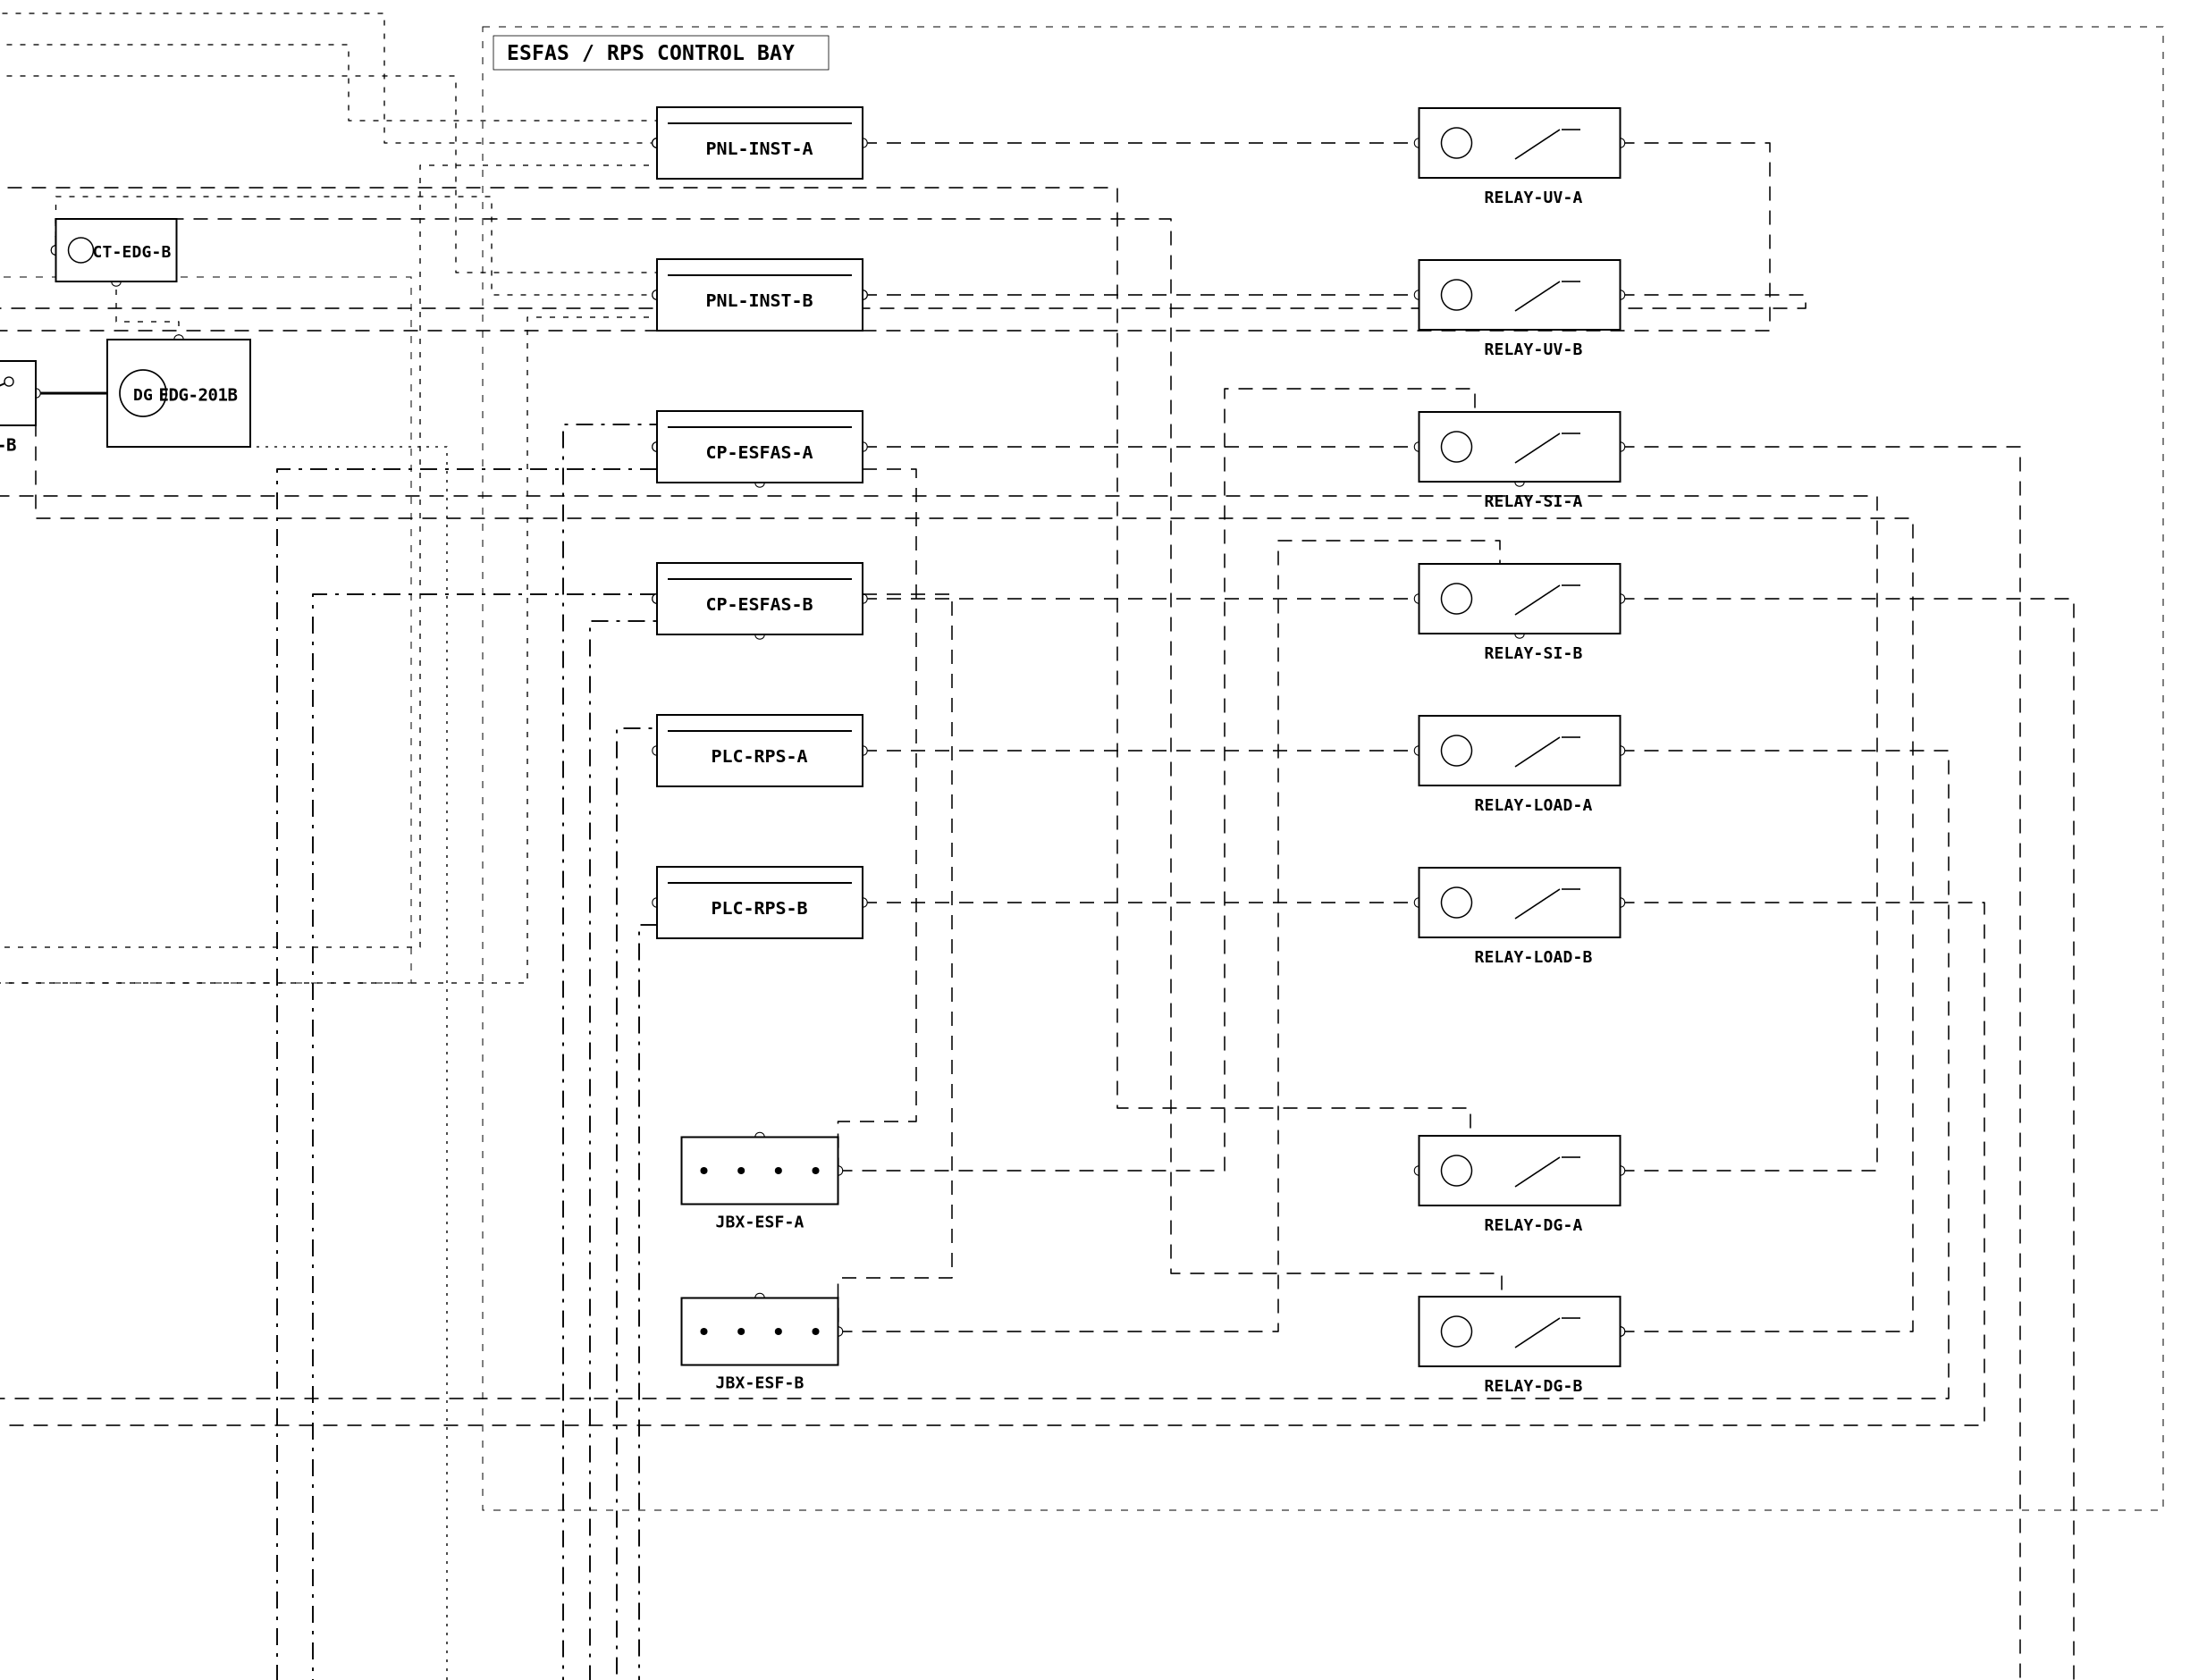 ESFAS / RPS CONTROL BAY
PNL-INST-A
RELAY-UV-A
CT-EDG-B
PNL-INST-B
RELAY-UV-B
DG EDG-201B
-B
CP-ESFAS-A
RELAY-SI-A
CP-ESFAS-B
RELAY-SI-B
PLC-RPS-A
RELAY-LOAD-A
PLC-RPS-B
RELAY-LOAD-B
JBX-ESF-A
RELAY-DG-A
JBX-ESF-B
RELAY-DG-B